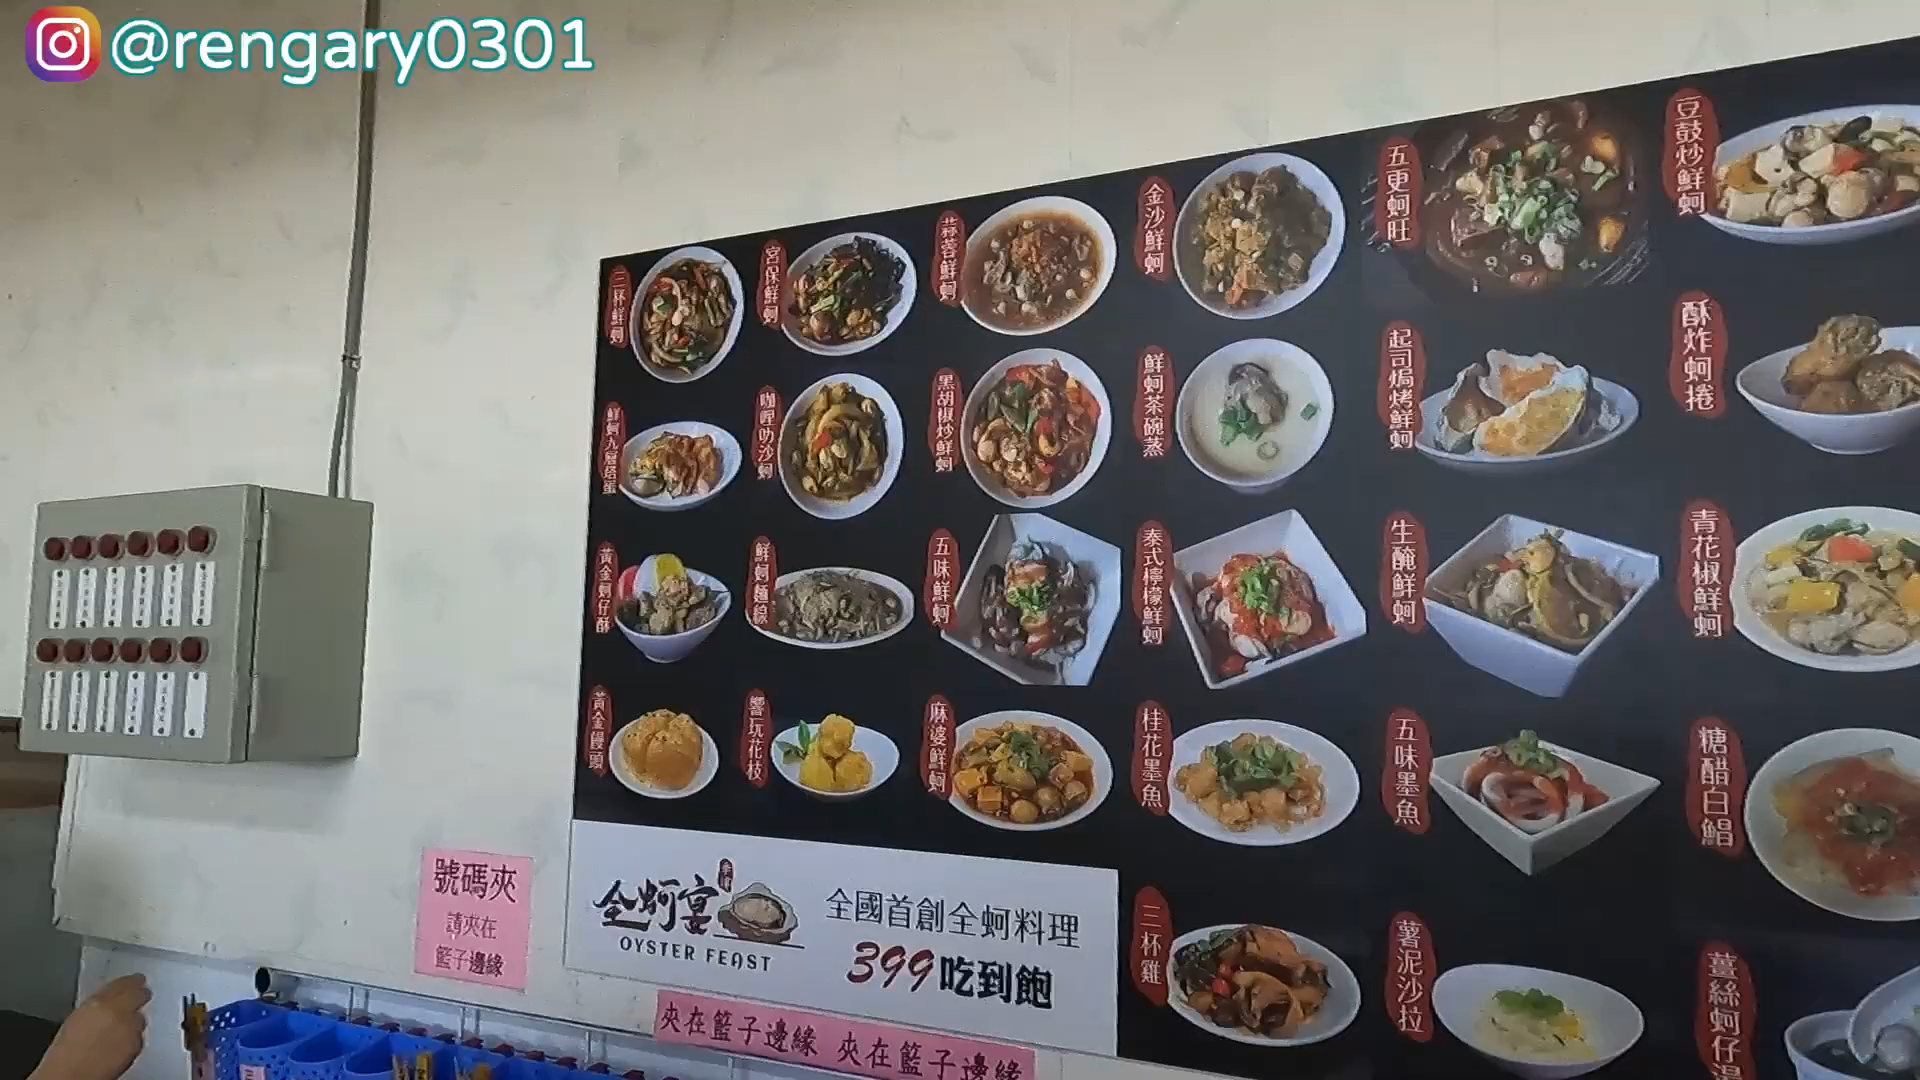 @rengary0301
三杯鮮蚵
宮保鮮蚵
蒜蓉鮮蚵
金沙鮮蚵
五更蚵旺
豆鼓炒鮮蚵
鮮蚵九層塔蛋
咖哩叻沙蚵
黑胡椒炒鮮蚵
鮮蚵茶碗蒸
起司焗烤鮮蚵
酥炸蚵捲
黃金蚵仔酥
鮮蚵麵線
五味鮮蚵
泰式檸檬鮮蚵
生醃鮮蚵
青花椒鮮蚵
黃金饅頭
響玩花枝
麻婆鮮蚵
桂花墨魚
五味墨魚
糖醋白鯧
三杯雞
薯泥沙拉
薑絲蚵仔湯
全蚵宴
OYSTER FEAST
全國首創全蚵料理
399吃到飽
號碼夾
請夾在
籃子邊緣
夾在籃子邊緣 夾在籃子邊緣